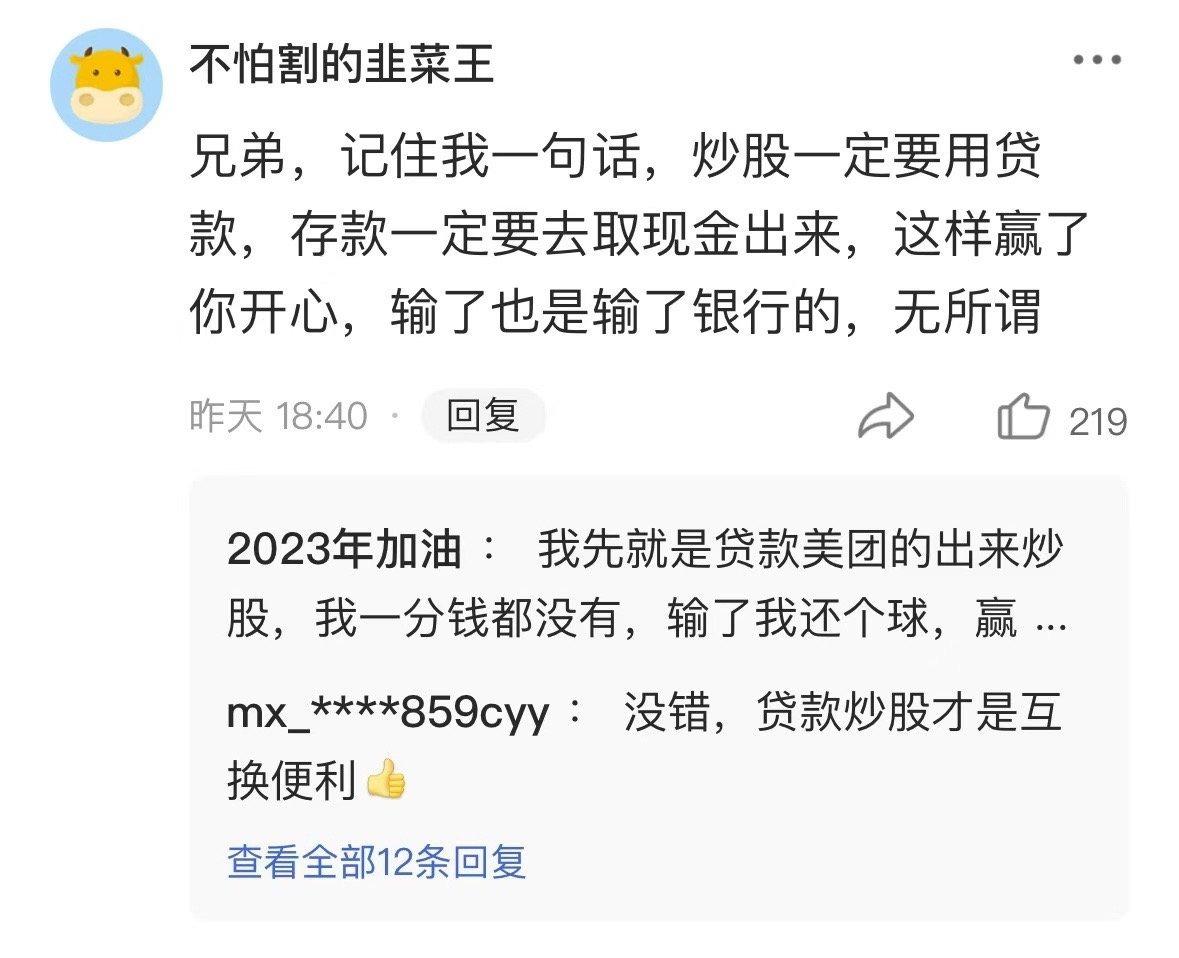 不怕割的韭菜王
兄弟，记住我一句话，炒股一定要用贷
款，存款一定要去取现金出来，这样赢了
你开心，输了也是输了银行的，无所谓
昨天 18:40 · 回复 219
2023年加油： 我先就是贷款美团的出来炒
股，我一分钱都没有，输了我还个球，赢 ...
mx_****859cyy： 没错，贷款炒股才是互
换便利👍
查看全部12条回复